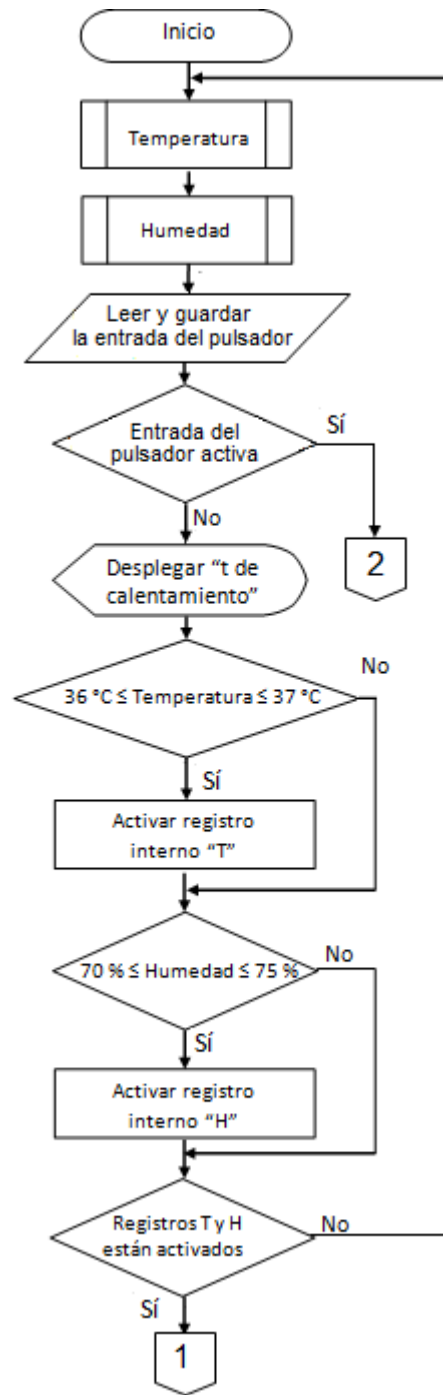 Inicio
Temperatura
Humedad
Leer y guardar
la entrada del pulsador
Entrada del
pulsador activa
Sí
No
2
Desplegar “t de
calentamiento”
No
36 °C ≤ Temperatura ≤ 37 °C
Sí
Activar registro
interno “T”
70 % ≤ Humedad ≤ 75 %
No
Sí
Activar registro
interno “H”
Registros T y H
están activados
No
Sí
1